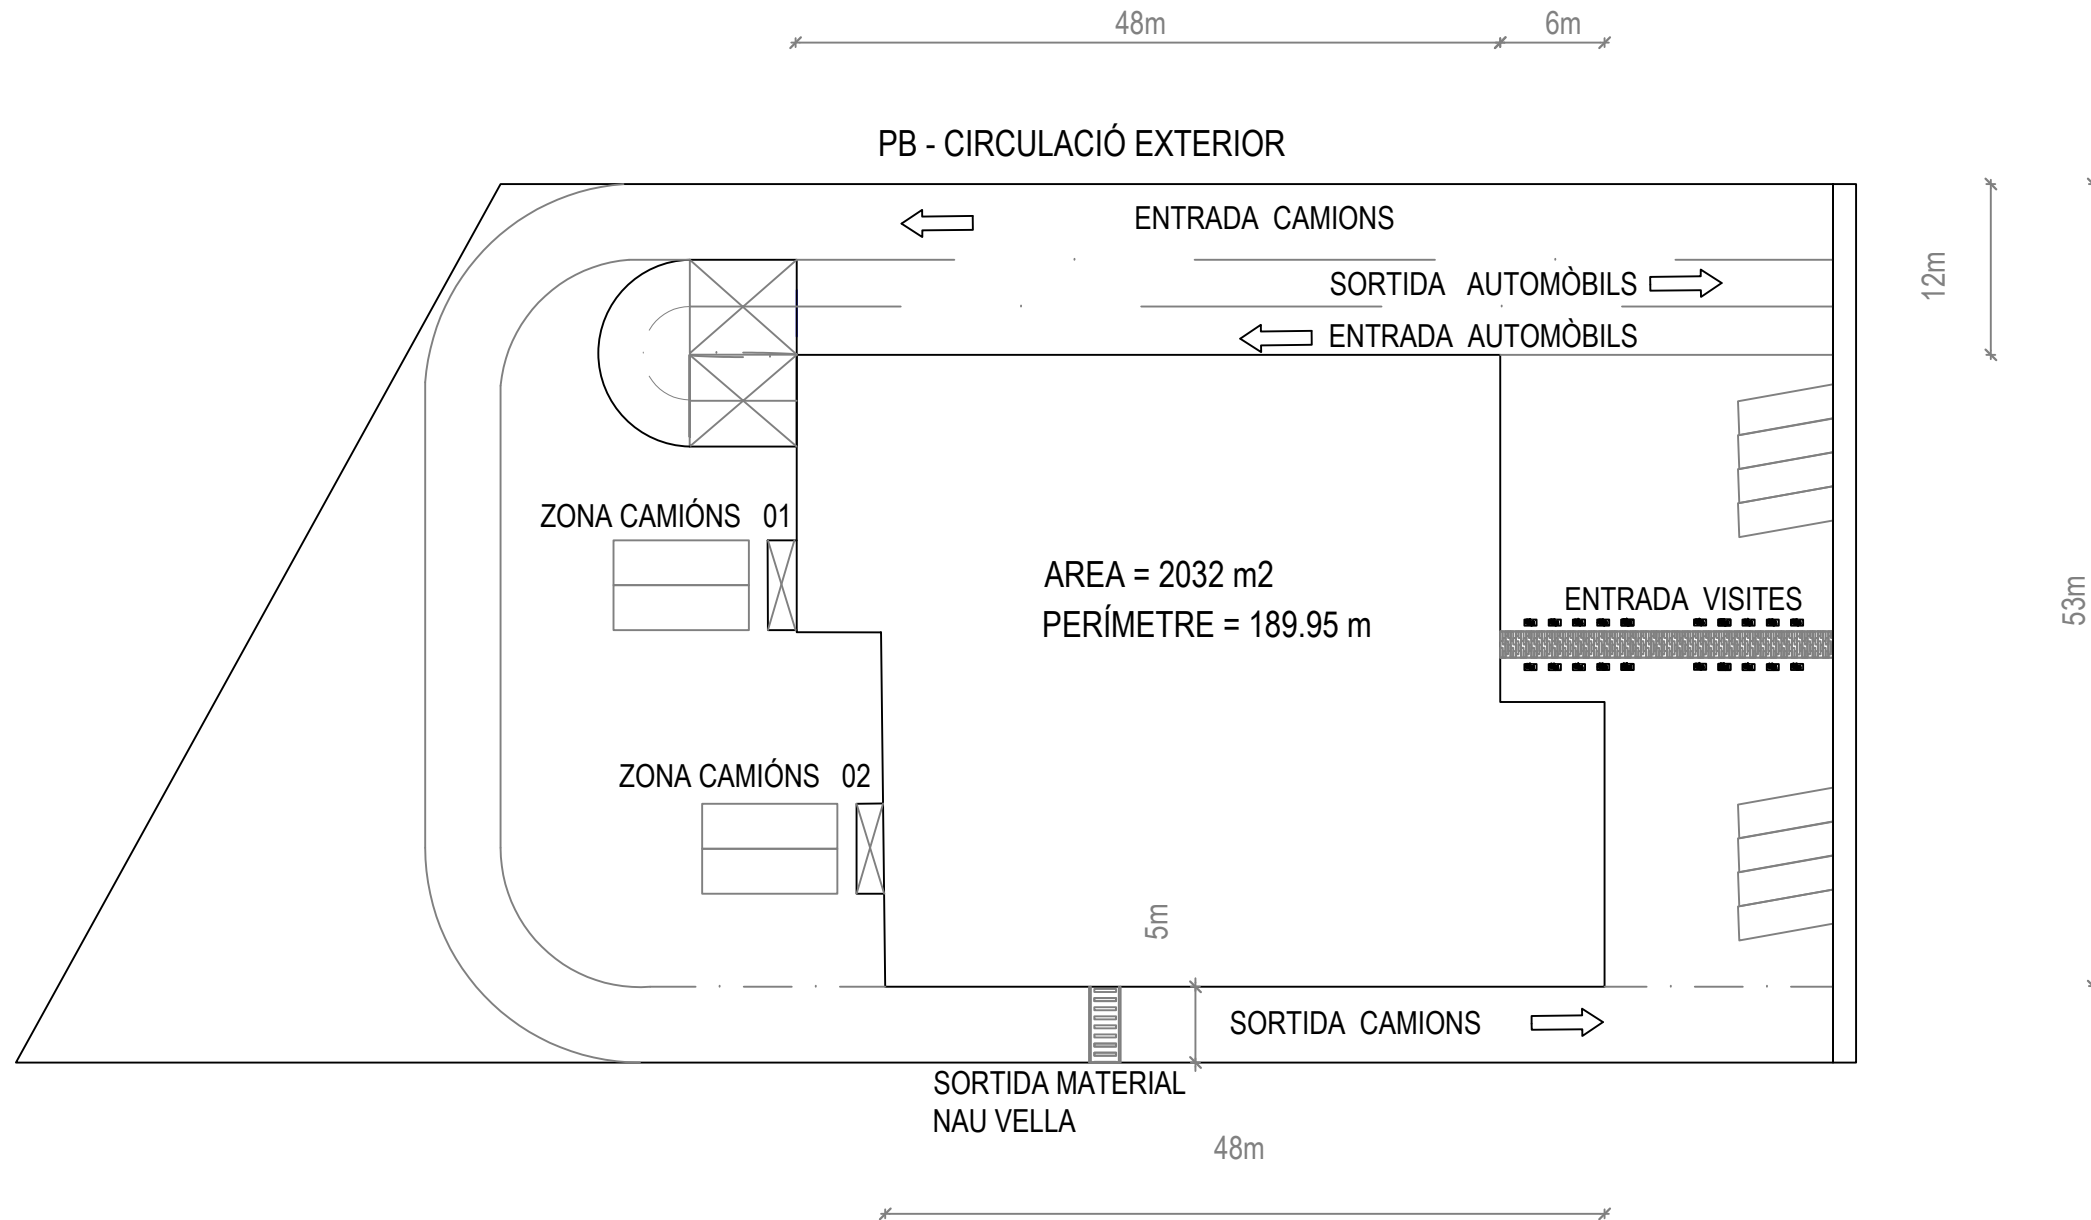 48m
6m
PB - CIRCULACIÓ EXTERIOR
ENTRADA CAMIONS
SORTIDA AUTOMÒBILS
12m
ENTRADA AUTOMÒBILS
ZONA CAMIÓNS 01
AREA = 2032 m2
PERÍMETRE = 189.95 m
ENTRADA VISITES
53m
ZONA CAMIÓNS 02
5m
SORTIDA CAMIONS
SORTIDA MATERIAL
NAU VELLA
48m